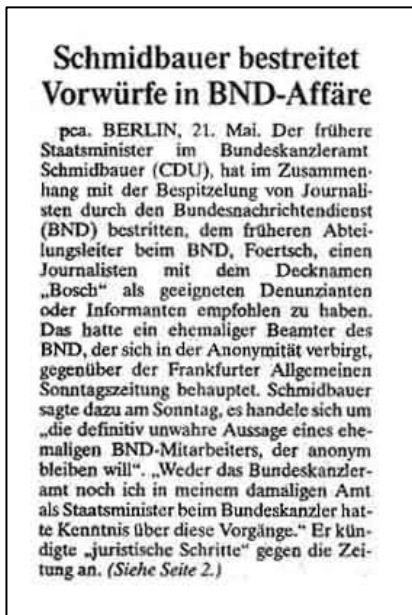 Schmidbauer bestreitet
Vorwürfe in BND-Affäre
pca. BERLIN, 21. Mai. Der frühere
Staatsminister im Bundeskanzleramt
Schmidbauer (CDU), hat im Zusammen-
hang mit der Bespitzelung von Journali-
sten durch den Bundesnachrichtendienst
(BND) bestritten, dem früheren Abtei-
lungsleiter beim BND, Foertsch, einen
Journalisten mit dem Decknamen
„Bosch“ als geeigneten Denunzianten
oder Informanten empfohlen zu haben.
Das hatte ein ehemaliger Beamter des
BND, der sich in der Anonymität verbirgt,
gegenüber der Frankfurter Allgemeinen
Sonntagszeitung behauptet. Schmidbauer
sagte dazu am Sonntag, es handele sich um
„die definitiv unwahre Aussage eines ehe-
maligen BND-Mitarbeiters, der anonym
bleiben will“. „Weder das Bundeskanzler-
amt noch ich in meinem damaligen Amt
als Staatsminister beim Bundeskanzler hat-
te Kenntnis über diese Vorgänge.“ Er kün-
digte „juristische Schritte“ gegen die Zei-
tung an. (Siehe Seite 2.)